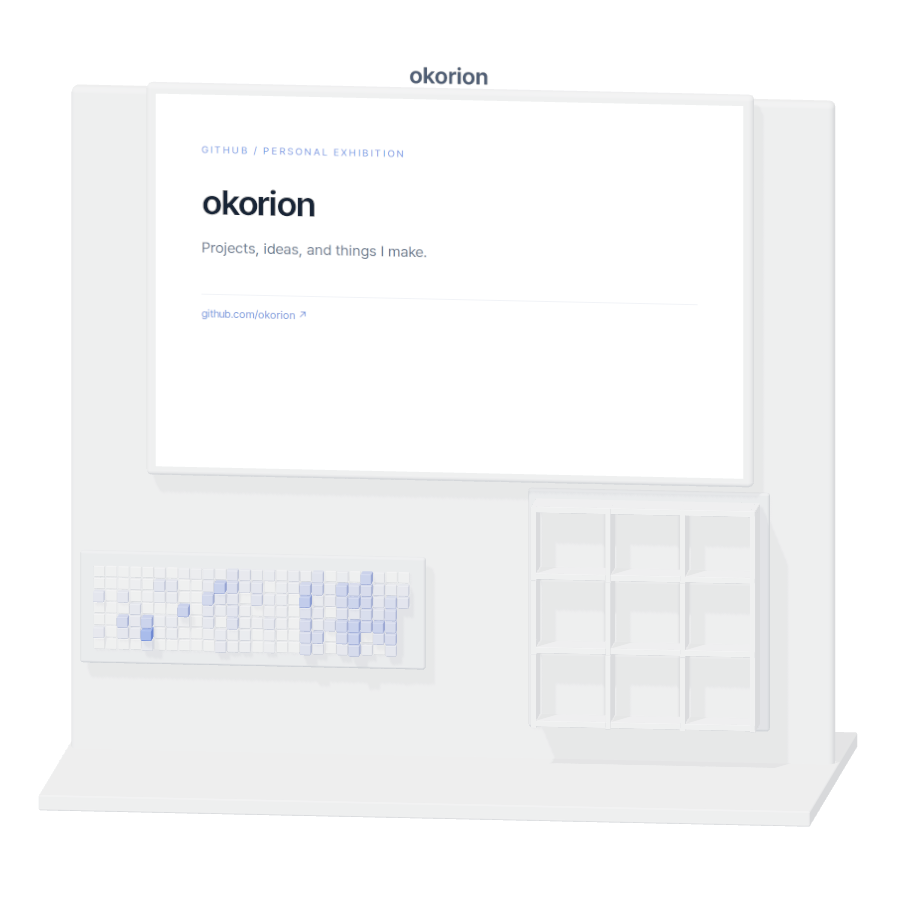 okorion
GITHUB / PERSONAL EXHIBITION
okorion
Projects, ideas, and things I make.
github.com/okorion ↗